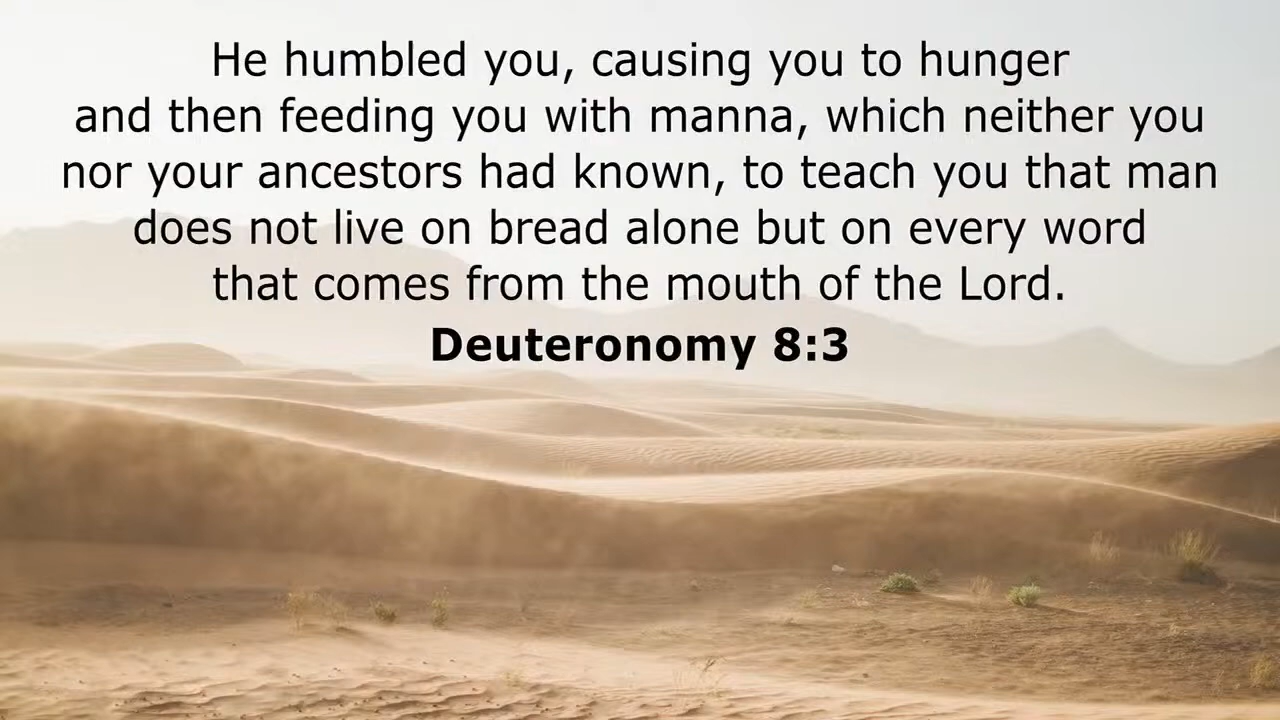 He humbled you, causing you to hunger
and then feeding you with manna, which neither you
nor your ancestors had known, to teach you that man
does not live on bread alone but on every word
that comes from the mouth of the Lord.
Deuteronomy 8:3